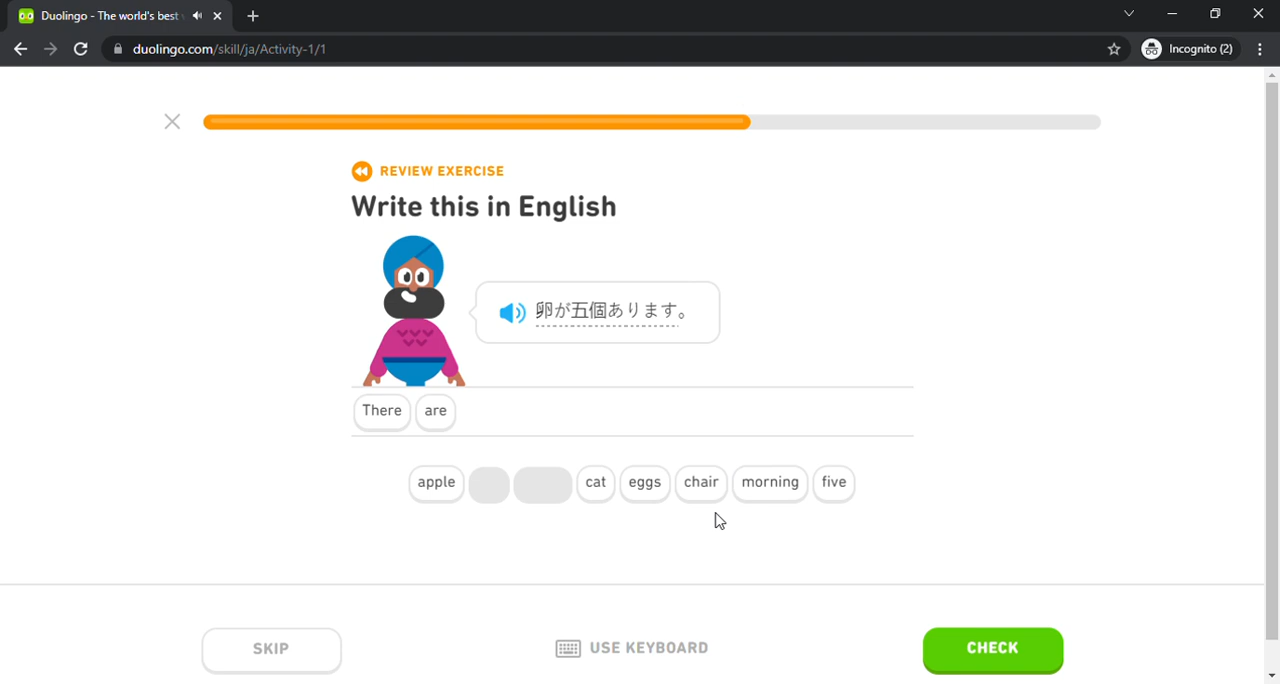 Duolingo - The world's best
duolingo.com/skill/ja/Activity-1/1
Incognito (2)
REVIEW EXERCISE
Write this in English
卵が五個あります。
There are
apple cat eggs chair morning five
SKIP
USE KEYBOARD
CHECK